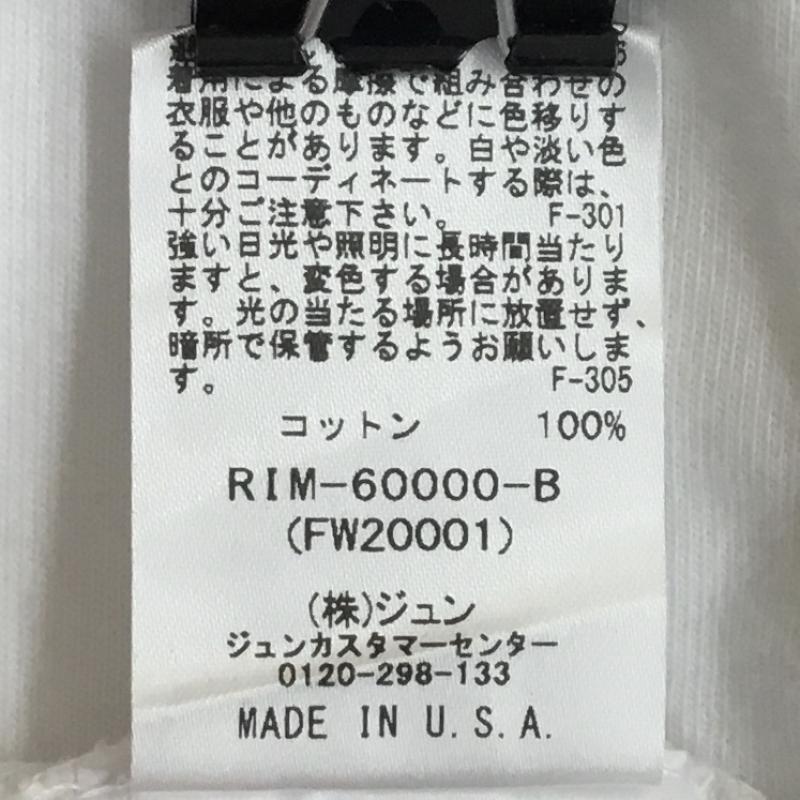 着用による摩擦で組み合わせの
衣服や他のものなどに色移りす
ることがあります。白や淡い色
とのコーディネートする際は、
十分ご注意下さい。 F-301
強い日光や照明に長時間当たり
ますと、変色する場合がありま
す。光の当たる場所に放置せず、
暗所で保管するようお願いしま
す。 F-305
コットン 100%
RIM-60000-B
(FW20001)
(株)ジュン
ジュンカスタマーセンター
0120-298-133
MADE IN U.S.A.